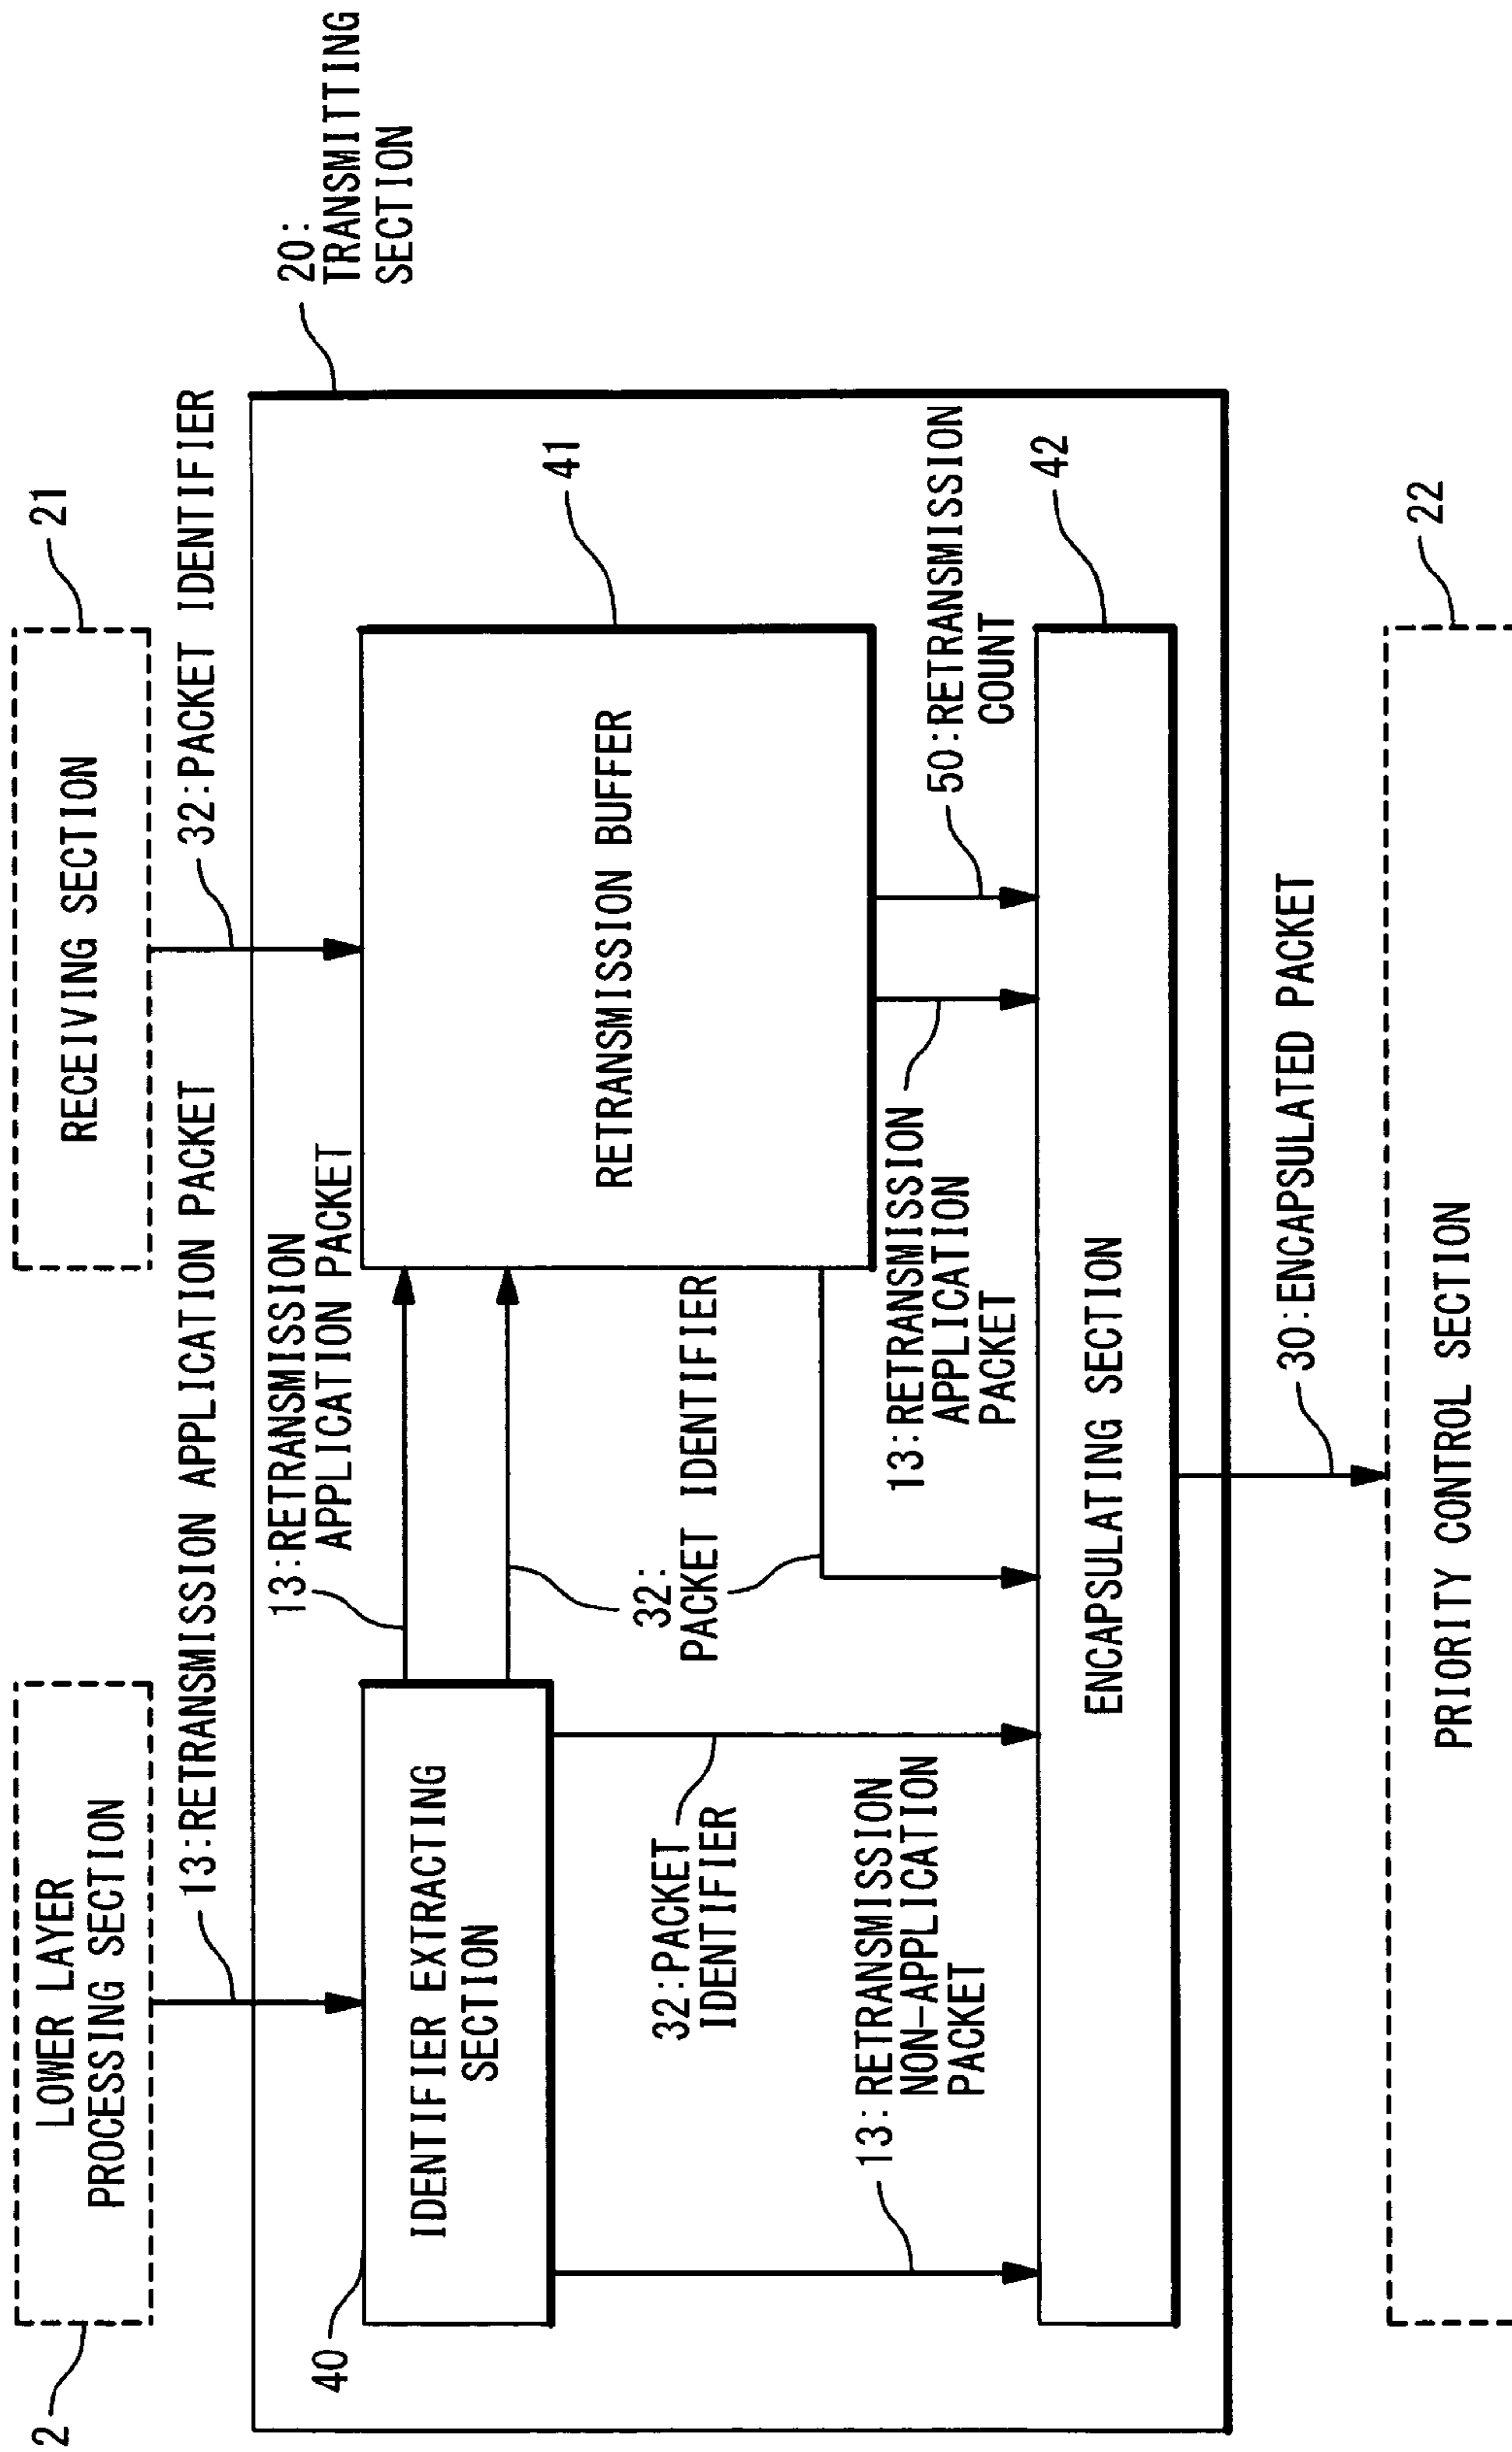 2
LOWER LAYER
PROCESSING SECTION
RECEIVING SECTION
21
13:RETRANSMISSION APPLICATION PACKET
32:PACKET IDENTIFIER
20:
TRANSMITTING
SECTION
40
IDENTIFIER EXTRACTING
SECTION
13:RETRANSMISSION
APPLICATION PACKET
RETRANSMISSION BUFFER
41
32:
PACKET IDENTIFIER
32:PACKET
IDENTIFIER
13:RETRANSMISSION
NON-APPLICATION
PACKET
13:RETRANSMISSION
APPLICATION
PACKET
50:RETRANSMISSION
COUNT
42
ENCAPSULATING SECTION
30:ENCAPSULATED PACKET
22
PRIORITY CONTROL SECTION